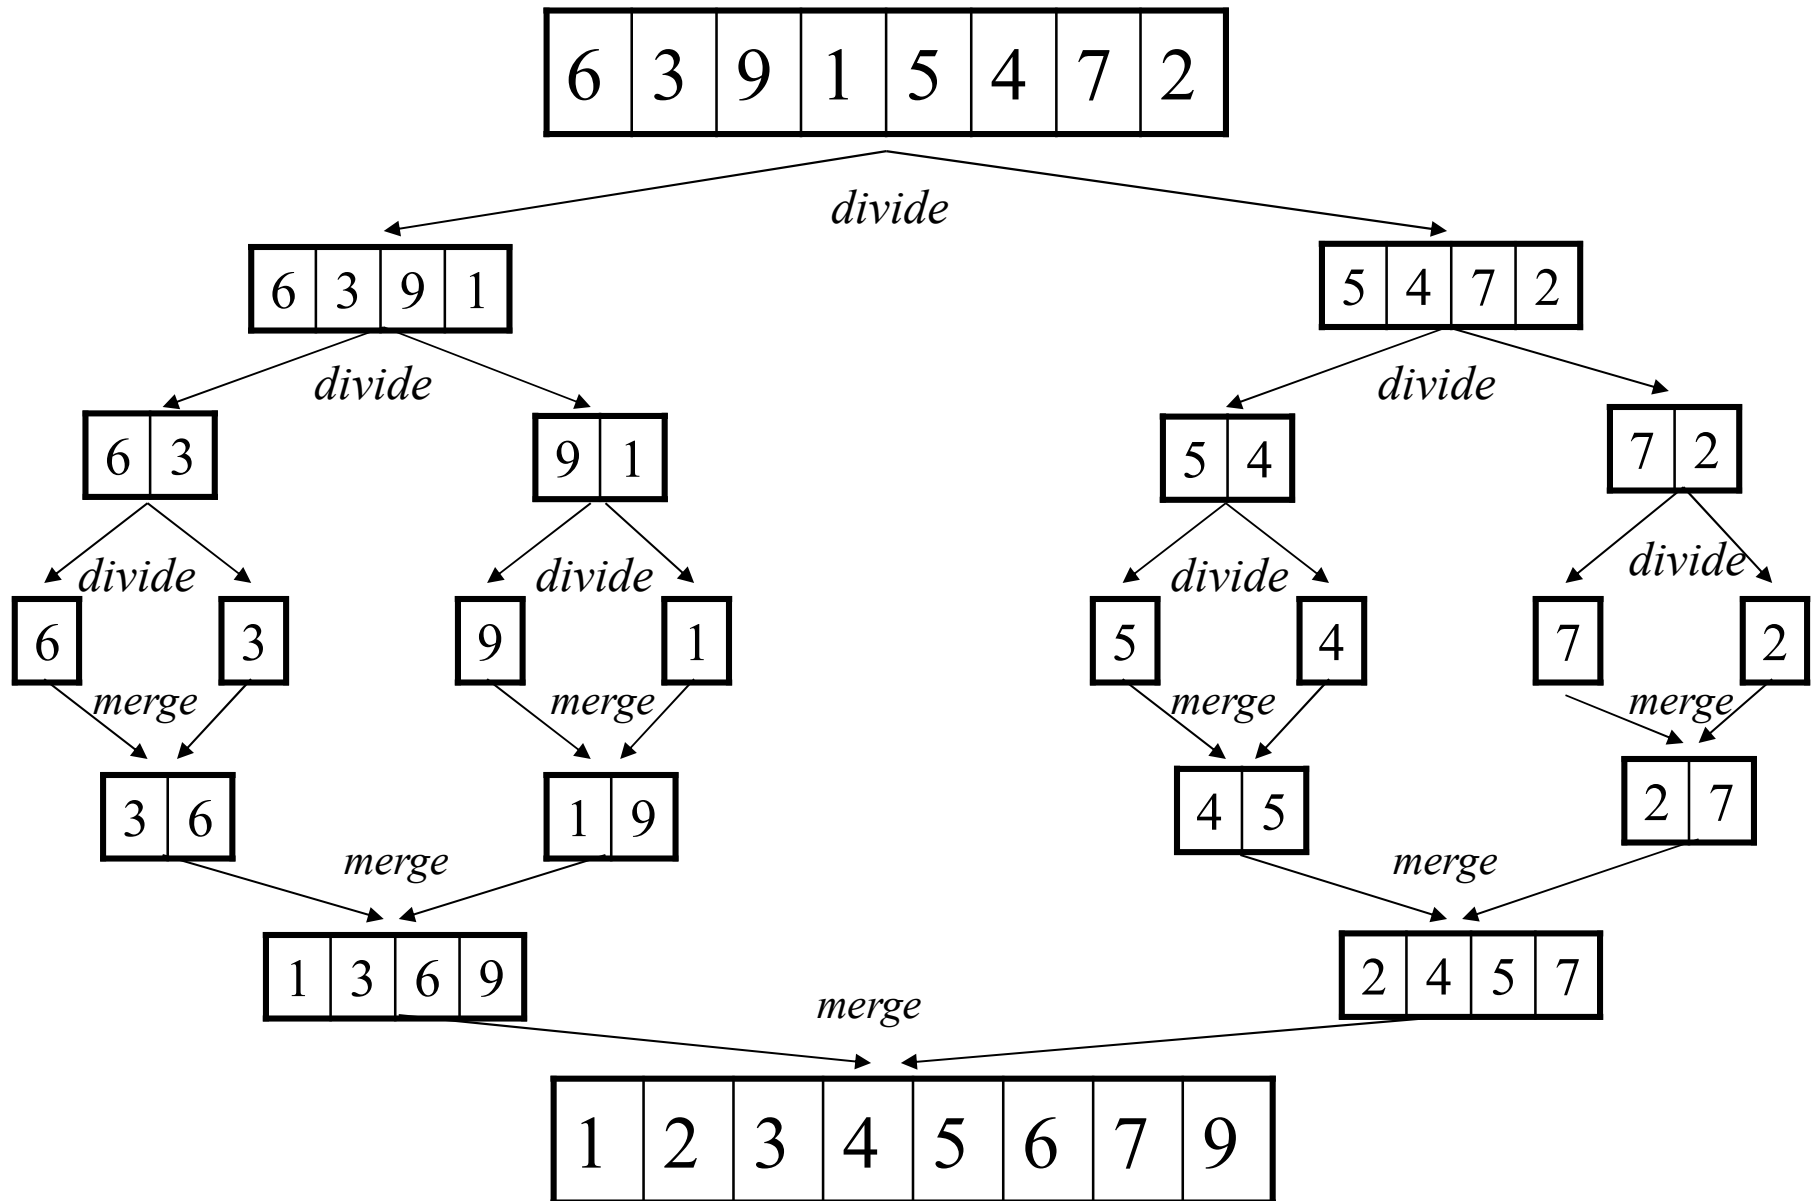 6 3 9 1 5 4 7 2
divide
6 3 9 1
5 4 7 2
divide
divide
6 3
9 1
5 4
7 2
divide
divide
divide
divide
6
3
9
1
5
4
7
2
merge
merge
merge
merge
3 6
1 9
4 5
2 7
merge
merge
1 3 6 9
2 4 5 7
merge
1 2 3 4 5 6 7 9